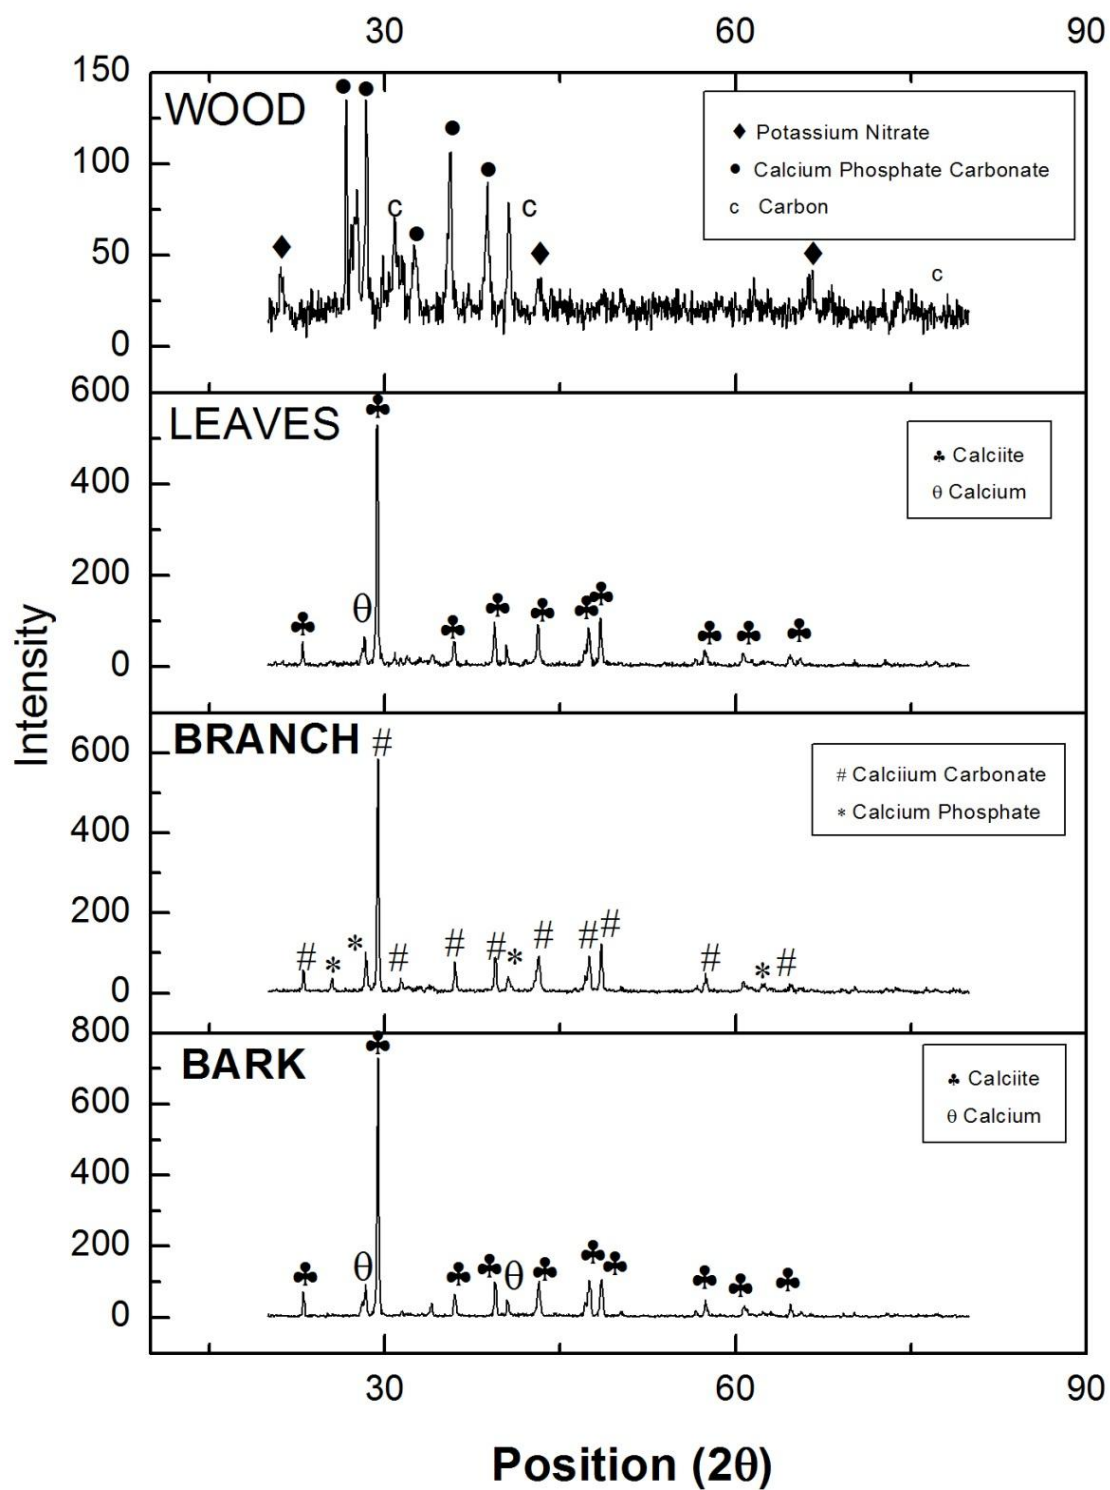 30 60 90
150
WOOD
100
50
0
♦ Potassium Nitrate
● Calcium Phosphate Carbonate
c Carbon
c
c
c
600
LEAVES
400
200
0
♣ Calciite
θ Calcium
θ
Intensity
BRANCH
600
400
200
0
# Calciium Carbonate
* Calcium Phosphate
#
# * * # # # * # # # # * #
800
BARK
600
400
200
0
♣ Calciite
θ Calcium
θ θ
30 60 90
Position (2θ)